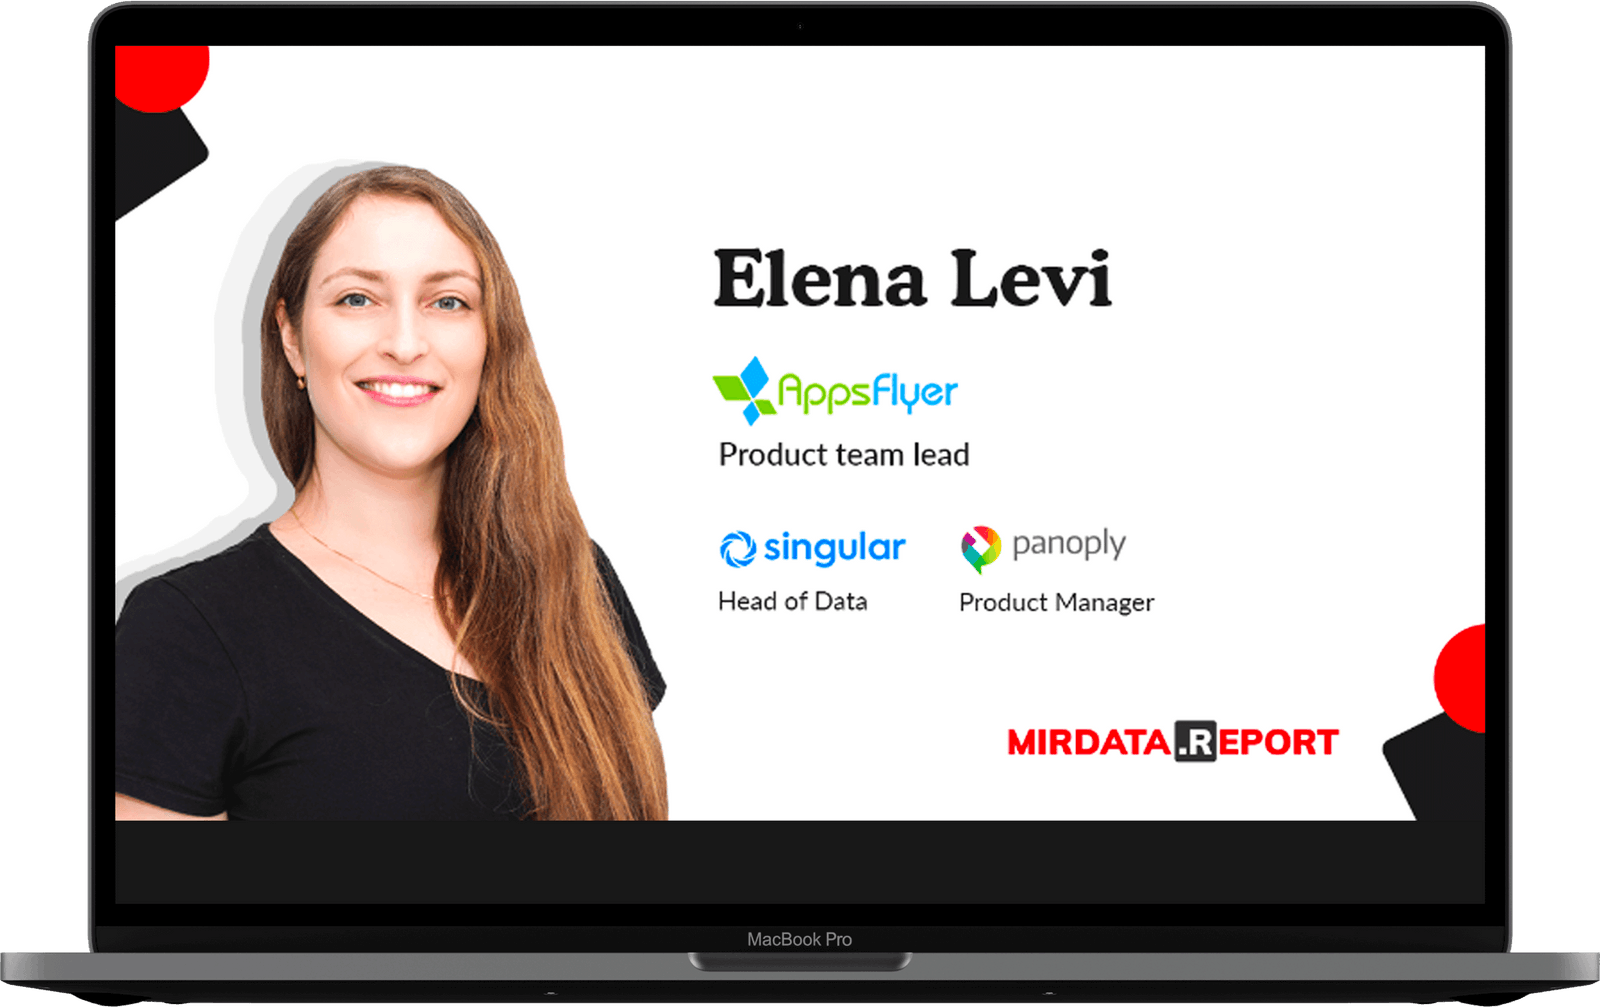 Elena Levi
AppsFlyer
Product team lead
singular
panoply
Head of Data
Product Manager
MIRDATA.REPORT
MacBook Pro